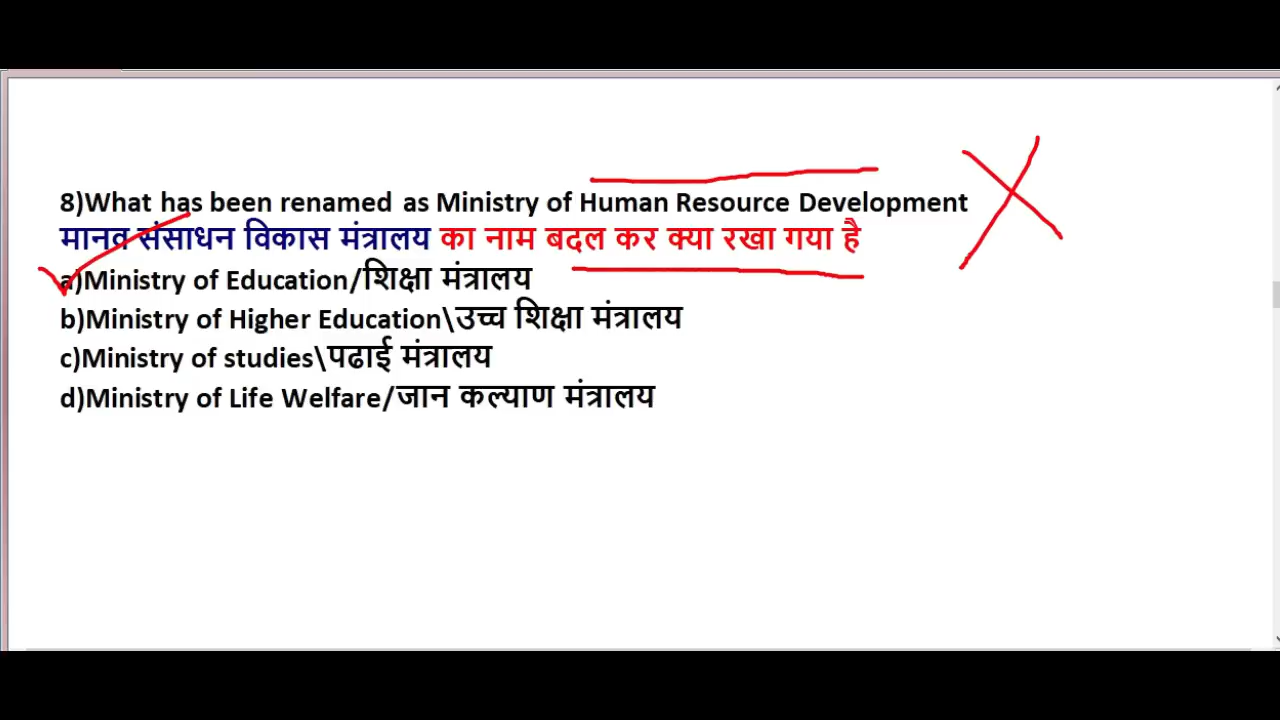 8)What has been renamed as Ministry of Human Resource Development
मानव संसाधन विकास मंत्रालय का नाम बदल कर क्या रखा गया है
a)Ministry of Education/शिक्षा मंत्रालय
b)Ministry of Higher Education\उच्च शिक्षा मंत्रालय
c)Ministry of studies\पढाई मंत्रालय
d)Ministry of Life Welfare/जान कल्याण मंत्रालय